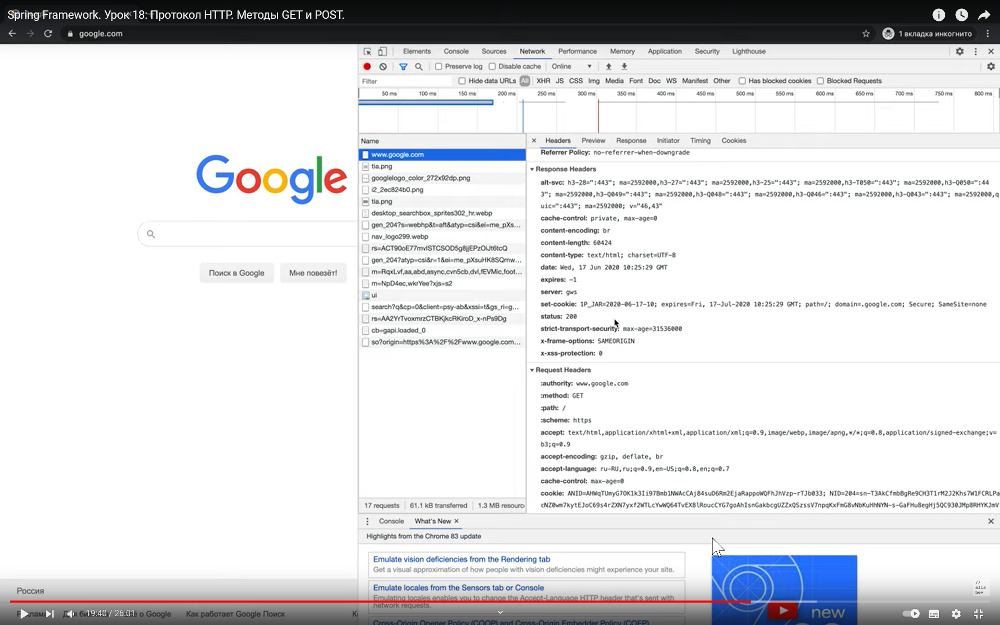 Spring Framework. Урок 18: Протокол HTTP. Методы GET и POST.
google.com
1 вкладка инкогнито
Elements Console Sources Network Performance Memory Application Security Lighthouse
Preserve log Disable cache Online
Filter Hide data URLs All XHR JS CSS Img Media Font Doc WS Manifest Other Has blocked cookies Blocked Requests
50 ms 100 ms 150 ms 200 ms 250 ms 300 ms 350 ms 400 ms 450 ms 500 ms 550 ms 600 ms 650 ms 700 ms 750 ms 800 ms
Google
Поиск в Google Мне повезёт!
Name
www.google.com
tia.png
googlelogo_color_272x92dp.png
i2_2ec824b0.png
tia.png
desktop_searchbox_sprites302_hr.webp
gen_204?s=webhp&t=aft&atyp=csi&ei=me_pXs...
nav_logo299.webp
rs=ACT90oE77mvlSTCSOD5g8jjEPzOiJt6tcQ
gen_204?atyp=csi&r=1&ei=me_pXsuHK8SQmw...
m=RqxLvf,aa,abd,async,cvn5cb,dvl,fEVMic,foot...
m=NpD4ec,wkrYee?xjs=s2
ui
search?q&cp=0&client=psy-ab&xssi=t&gs_ri=g...
rs=AA2YrTvoxmrzCTBKjkcRKiroD_x-nPs9Dg
cb=gapi.loaded_0
so?origin=https%3A%2F%2Fwww.google.com...
17 requests 61.1 kB transferred 1.3 MB resourc
Headers Preview Response Initiator Timing Cookies
Referrer Policy: no-referrer-when-downgrade
Response Headers
alt-svc: h3-28=":443"; ma=2592000,h3-27=":443"; ma=2592000,h3-25=":443"; ma=2592000,h3-T050=":443"; ma=2592000,h3-Q050=":44
3"; ma=2592000,h3-Q049=":443"; ma=2592000,h3-Q048=":443"; ma=2592000,h3-Q046=":443"; ma=2592000,h3-Q043=":443"; ma=2592000,q
uic=":443"; ma=2592000; v="46,43"
cache-control: private, max-age=0
content-encoding: br
content-length: 60424
content-type: text/html; charset=UTF-8
date: Wed, 17 Jun 2020 10:25:29 GMT
expires: -1
server: gws
set-cookie: 1P_JAR=2020-06-17-10; expires=Fri, 17-Jul-2020 10:25:29 GMT; path=/; domain=.google.com; Secure; SameSite=none
status: 200
strict-transport-security: max-age=31536000
x-frame-options: SAMEORIGIN
x-xss-protection: 0
Request Headers
:authority: www.google.com
:method: GET
:path: /
:scheme: https
accept: text/html,application/xhtml+xml,application/xml;q=0.9,image/webp,image/apng,*/*;q=0.8,application/signed-exchange;v=
b3;q=0.9
accept-encoding: gzip, deflate, br
accept-language: ru-RU,ru;q=0.9,en-US;q=0.8,en;q=0.7
cache-control: max-age=0
cookie:
Console What's New
Highlights from the Chrome 83 update
Emulate vision deficiencies from the Rendering tab
Get a visual approximation of how people with vision deficiencies might experience your site.
Emulate locales from the Sensors tab or Console
Emulating locales enables you to change the Accept-Language HTTP header that's sent with
network requests.
Cross-Origin Opener Policy (COOP) and Cross-Origin Embedder Policy (COEP)
new
// alis hev
Россия
19:40 / 26:01
о Google Как работает Google Поиск